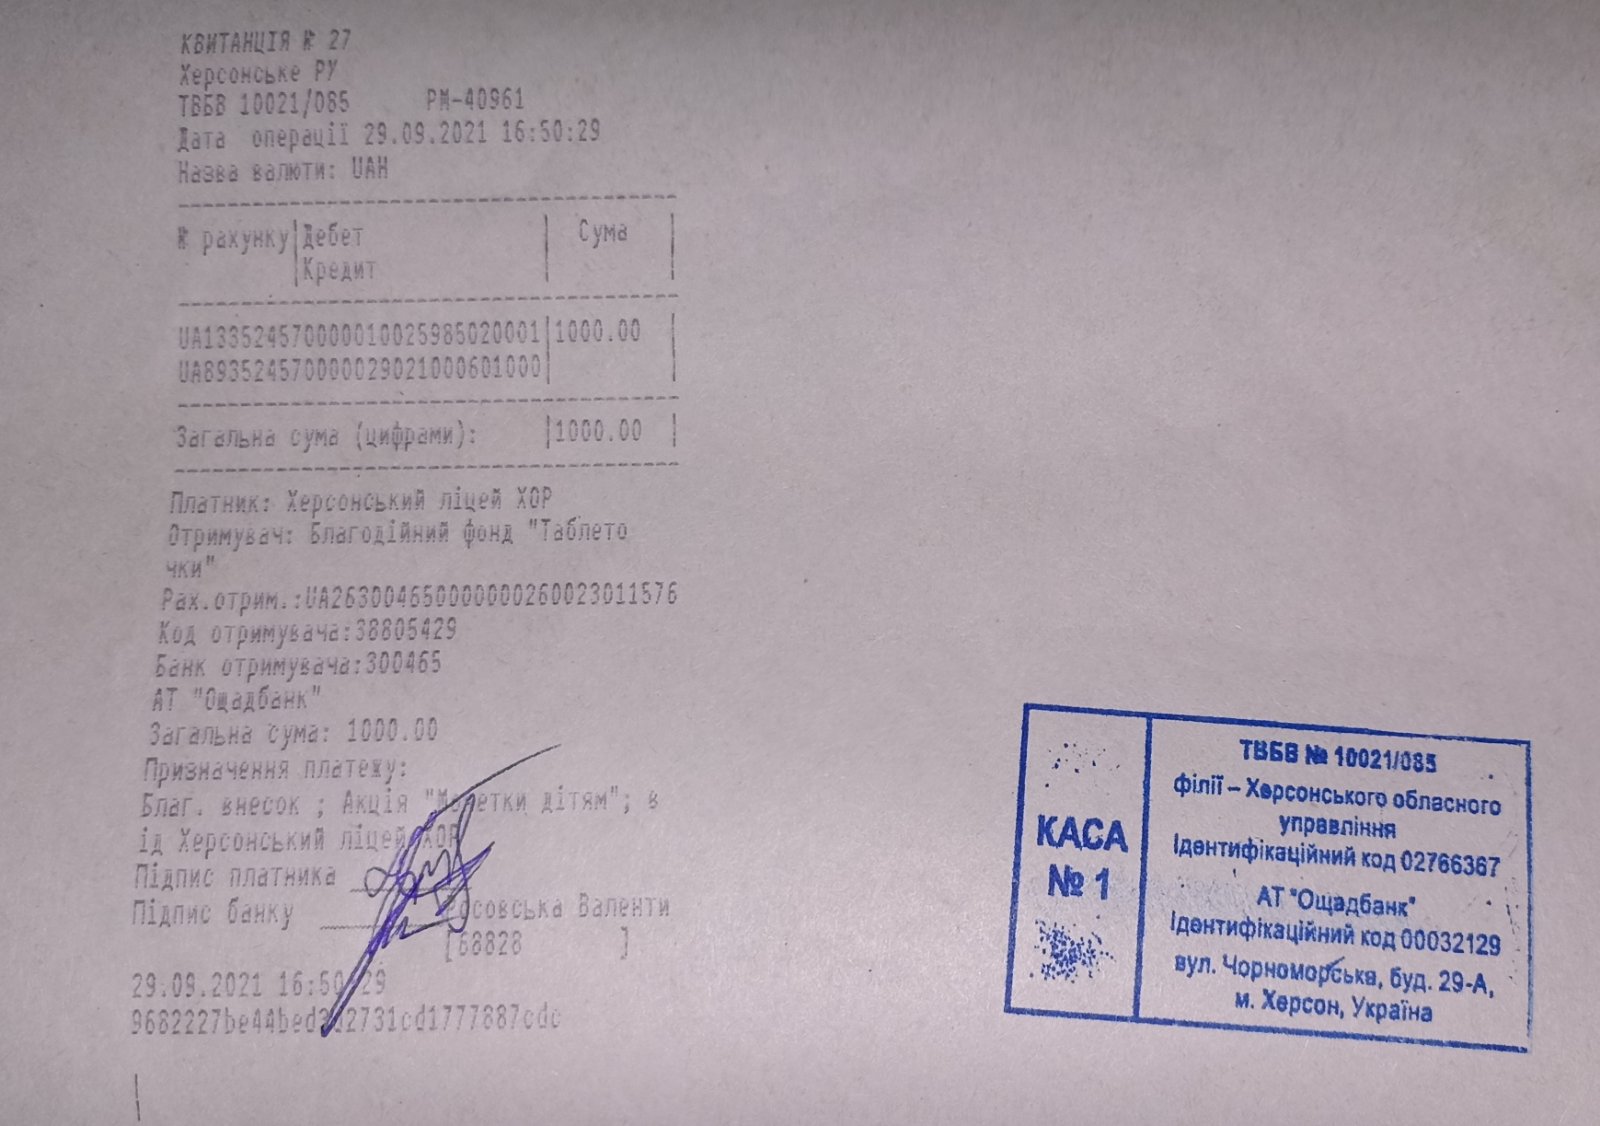 КВИТАНЦІЯ № 27
Херсонське РУ
ТВБВ 10021/085 РМ-40961
Дата операції 29.09.2021 16:50:29
Назва валюти: UAH
№ рахунку|Дебет | Сума |
|Кредит | |
UA133524570000010025985020001|1000.00 |
UA893524570000029021000601000| |
Загальна сума (цифрами): |1000.00 |
Платник: Херсонський ліцей ХОР
Отримувач: Благодійний фонд "Таблето
чки"
Рах.отрим.:UA263004650000000260023011576
Код отримувача:38805429
Банк отримувача:300465
АТ "Ощадбанк"
Загальна сума: 1000.00
Призначення платежу:
Благ. внесок ; Акція "Монетки дітям"; в
ід Херсонський ліцей ХОР
Підпис платника
Підпис банку Валенти
[68828 ]
29.09.2021 16:50:29
КАСА
№ 1
ТВБВ № 10021/085
філії – Херсонського обласного
управління
Ідентифікаційний код 02766367
АТ "Ощадбанк"
Ідентифікаційний код 00032129
вул. Чорноморська, буд. 29-А,
м. Херсон, Україна